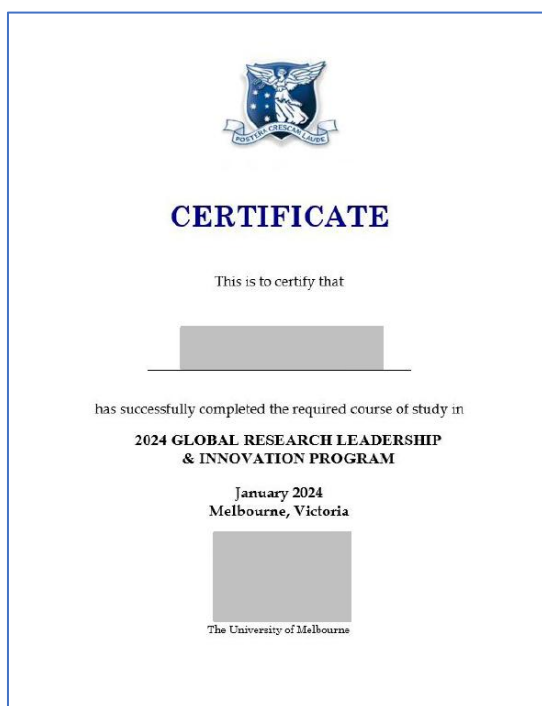 POSTERA CRESCAM LAUDE
CERTIFICATE
This is to certify that
has successfully completed the required course of study in
2024 GLOBAL RESEARCH LEADERSHIP
& INNOVATION PROGRAM
January 2024
Melbourne, Victoria
The University of Melbourne